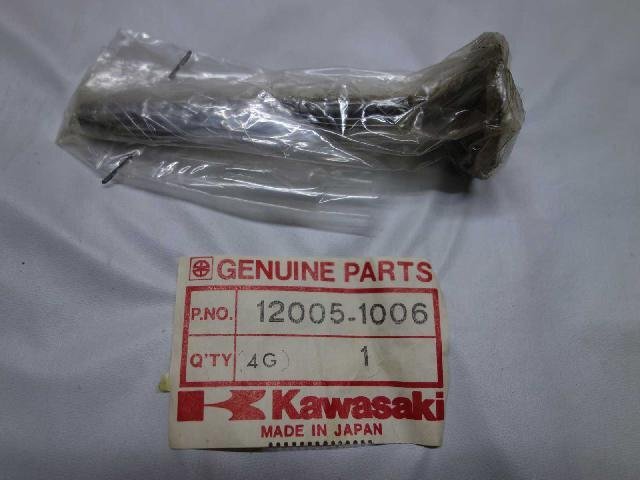 GENUINE PARTS
P.NO. 12005-1006
Q'TY (4G) 1
Kawasaki
MADE IN JAPAN